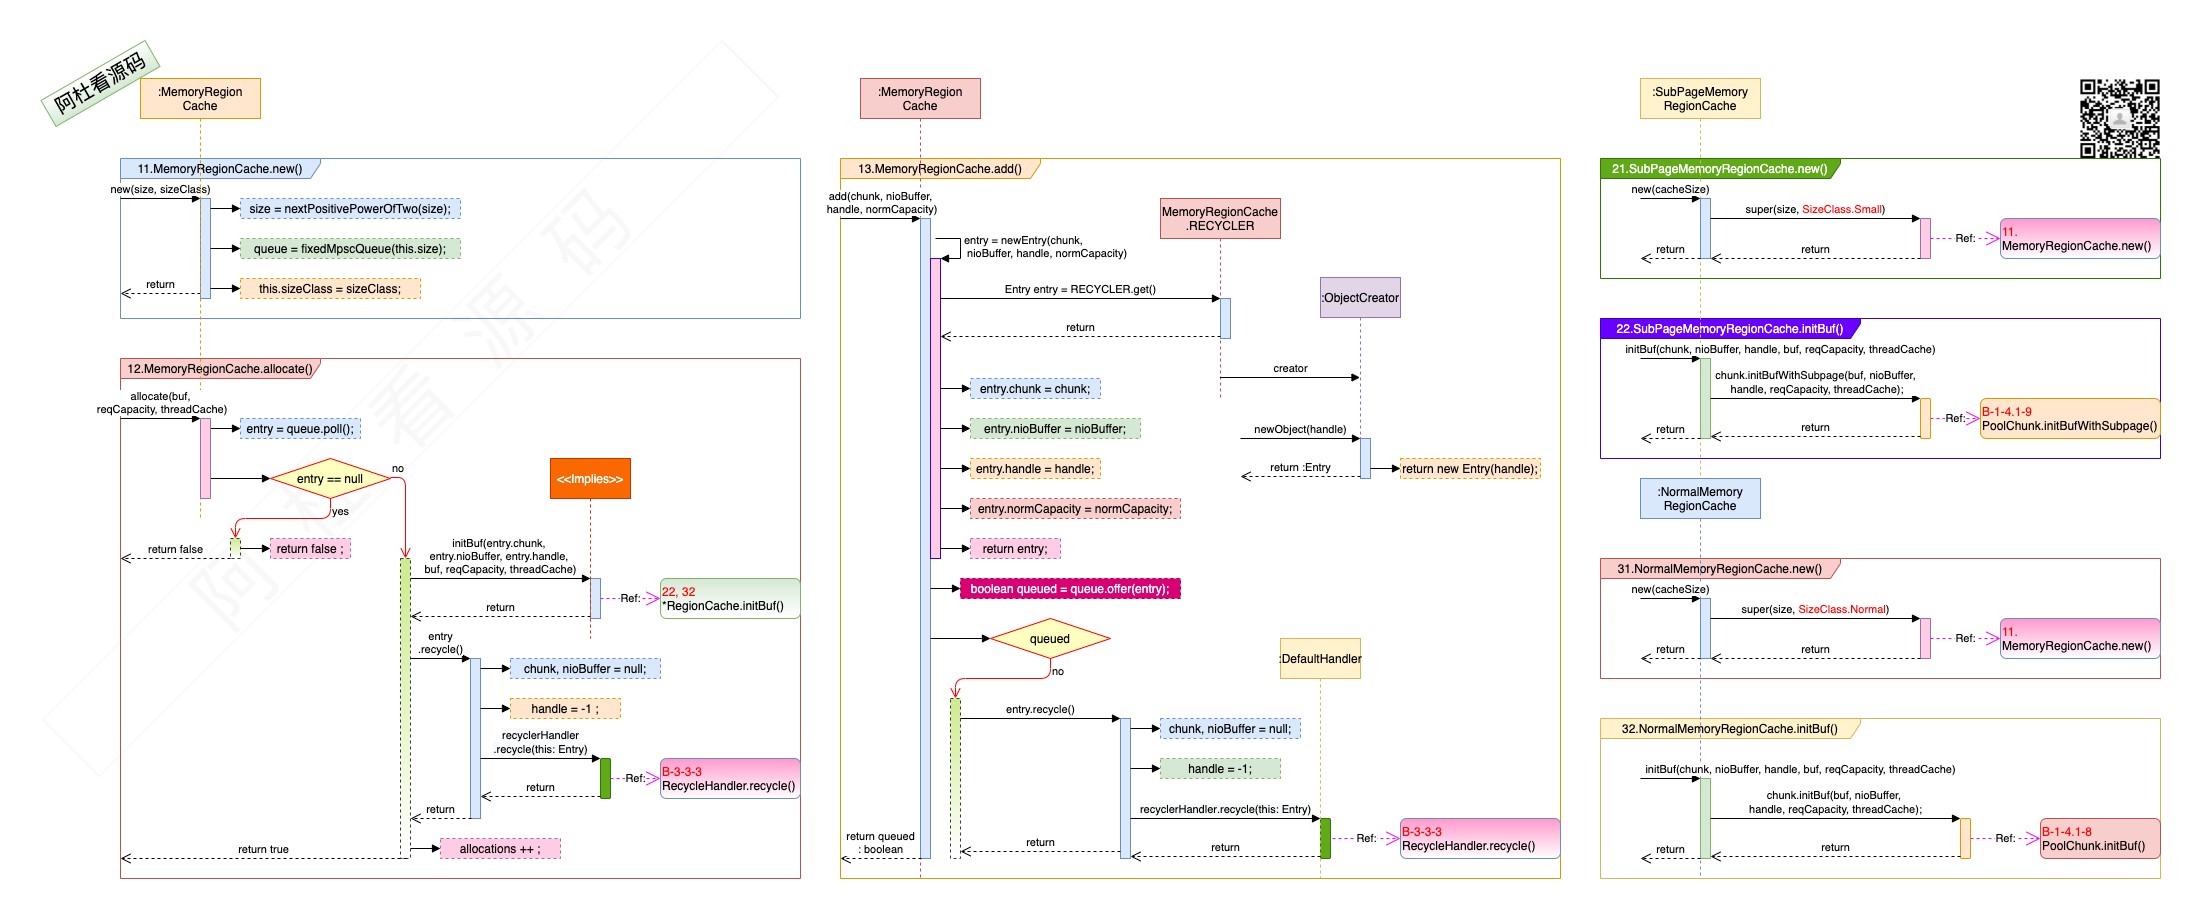 阿杜看源码
:MemoryRegion
Cache
11.MemoryRegionCache.new()
new(size, sizeClass)
size = nextPositivePowerOfTwo(size);
queue = fixedMpscQueue(this.size);
this.sizeClass = sizeClass;
return
12.MemoryRegionCache.allocate()
allocate(buf,
reqCapacity, threadCache)
entry = queue.poll();
entry == null
no
yes
return false
return false ;
<<Implies>>
initBuf(entry.chunk,
entry.nioBuffer, entry.handle,
buf, reqCapacity, threadCache)
Ref:
22, 32
*RegionCache.initBuf()
return
entry
.recycle()
chunk, nioBuffer = null;
handle = -1 ;
recyclerHandler
.recycle(this: Entry)
Ref:
B-3-3-3
RecycleHandler.recycle()
return
return
allocations ++ ;
return true
阿杜看源码
:MemoryRegion
Cache
13.MemoryRegionCache.add()
add(chunk, nioBuffer,
handle, normCapacity)
MemoryRegionCache
.RECYCLER
entry = newEntry(chunk,
nioBuffer, handle, normCapacity)
Entry entry = RECYCLER.get()
:ObjectCreator
return
creator
entry.chunk = chunk;
entry.nioBuffer = nioBuffer;
newObject(handle)
entry.handle = handle;
return :Entry
return new Entry(handle);
entry.normCapacity = normCapacity;
return entry;
boolean queued = queue.offer(entry);
queued
no
:DefaultHandler
entry.recycle()
chunk, nioBuffer = null;
handle = -1;
recyclerHandler.recycle(this: Entry)
Ref:
B-3-3-3
RecycleHandler.recycle()
return
return
return queued
: boolean
:SubPageMemory
RegionCache
21.SubPageMemoryRegionCache.new()
new(cacheSize)
super(size, SizeClass.Small)
Ref:
11.
MemoryRegionCache.new()
return
return
22.SubPageMemoryRegionCache.initBuf()
initBuf(chunk, nioBuffer, handle, buf, reqCapacity, threadCache)
chunk.initBufWithSubpage(buf, nioBuffer,
handle, reqCapacity, threadCache);
Ref:
B-1-4.1-9
PoolChunk.initBufWithSubpage()
return
return
:NormalMemory
RegionCache
31.NormalMemoryRegionCache.new()
new(cacheSize)
super(size, SizeClass.Normal)
Ref:
11.
MemoryRegionCache.new()
return
return
32.NormalMemoryRegionCache.initBuf()
initBuf(chunk, nioBuffer, handle, buf, reqCapacity, threadCache)
chunk.initBuf(buf, nioBuffer,
handle, reqCapacity, threadCache);
Ref:
B-1-4.1-8
PoolChunk.initBuf()
return
return